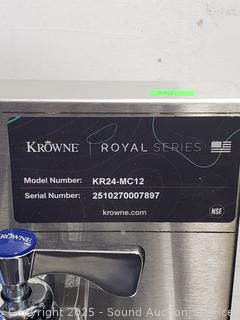 KROWNE | ROYAL SERIES
Model Number: KR24-MC12
Serial Number: 2510270007897
krowne.com NSF
KROWNE
Copyright 2025 - Sound Auction Service